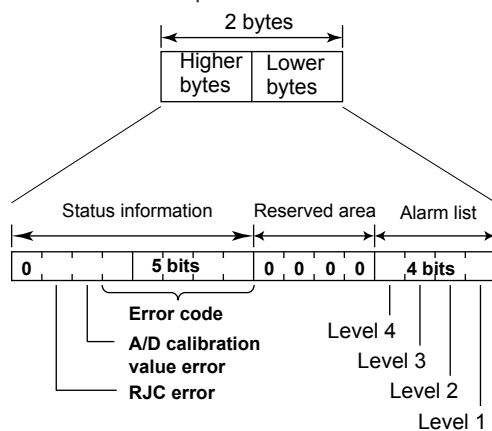 2 bytes
Higher bytes
Lower bytes
Status information
Reserved area
Alarm list
0
5 bits
0 0 0 0
4 bits
Error code
A/D calibration
value error
RJC error
Level 4
Level 3
Level 2
Level 1